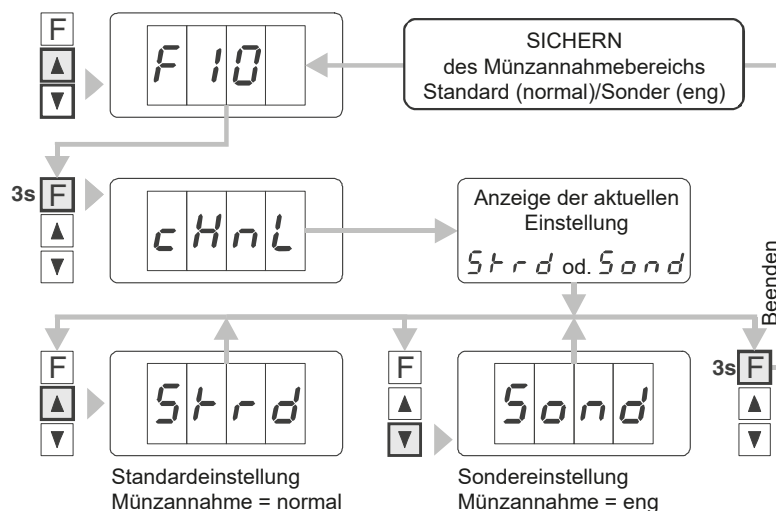 F
▲
▼
F 10
SICHERN
des Münzannahmebereichs
Standard (normal)/Sonder (eng)
3s F
▲
▼
cHnL
Anzeige der aktuellen
Einstellung
Strd od. Sond
Beenden
F
▲
▼
Strd
F
▲
▼
Sond
3s F
▲
▼
Standardeinstellung
Münzannahme = normal
Sondereinstellung
Münzannahme = eng